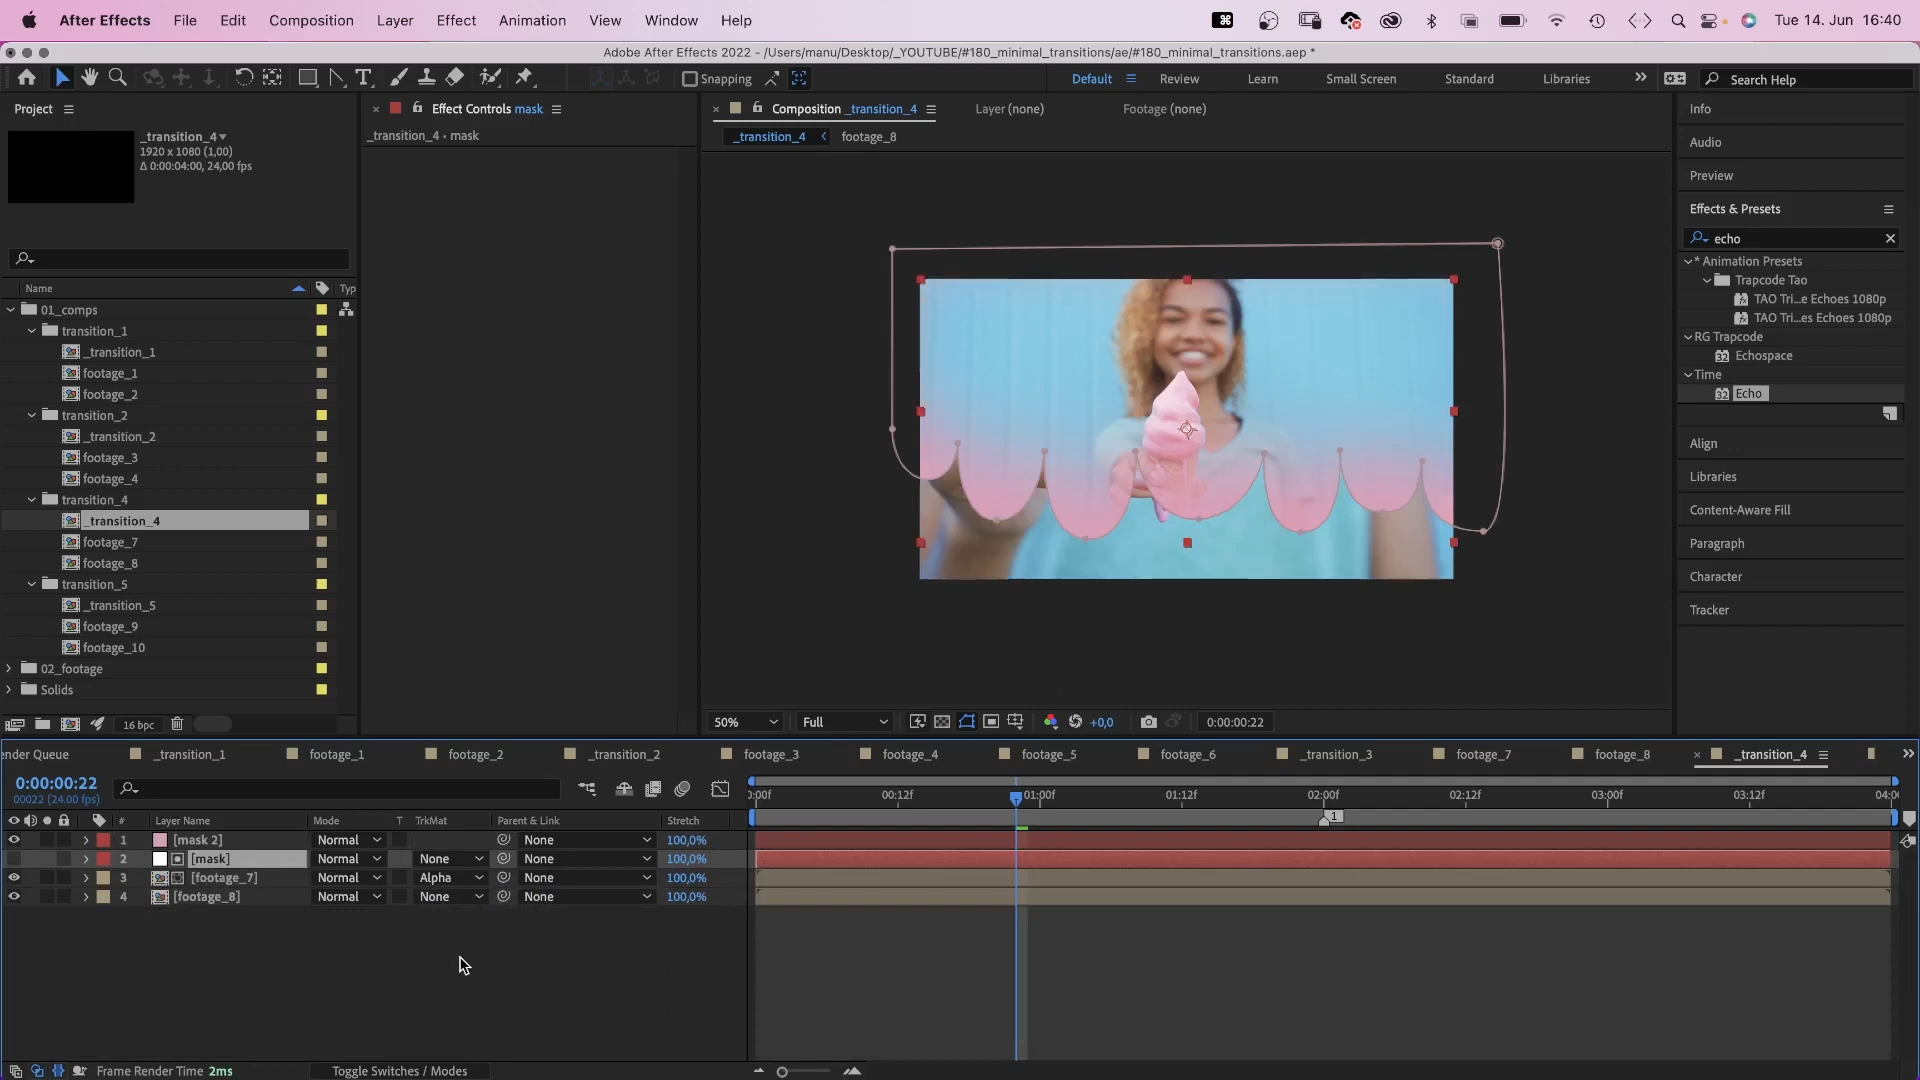 After Effects File Edit Composition Layer Effect Animation View Window Help Tue 14. Jun 16:40
Adobe After Effects 2022 - /Users/manu/Desktop/_YOUTUBE/#180_minimal_transitions/ae/#180_minimal_transitions.aep *
Snapping Default Review Learn Small Screen Standard Libraries Search Help
Project
_transition_4
1920 x 1080 (1,00)
Δ 0:00:04:00, 24,00 fps
Name Typ
01_comps
transition_1
_transition_1
footage_1
footage_2
transition_2
_transition_2
footage_3
footage_4
transition_4
_transition_4
footage_7
footage_8
transition_5
_transition_5
footage_9
footage_10
02_footage
Solids
16 bpc
Effect Controls mask
_transition_4 • mask
Composition _transition_4 Layer (none) Footage (none)
_transition_4 footage_8
50% Full +0,0 0:00:00:22
Info
Audio
Preview
Effects & Presets
echo
* Animation Presets
Trapcode Tao
TAO Tri...e Echoes 1080p
TAO Tri...es Echoes 1080p
RG Trapcode
Echospace
Time
Echo
Align
Libraries
Content-Aware Fill
Paragraph
Character
Tracker
ender Queue _transition_1 footage_1 footage_2 _transition_2 footage_3 footage_4 footage_5 footage_6 _transition_3 footage_7 footage_8 _transition_4
0:00:00:22
00022 (24.00 fps)
):00f 00:12f 01:00f 01:12f 02:00f 02:12f 03:00f 03:12f 04:0
# Layer Name Mode T TrkMat Parent & Link Stretch
1
1 [mask 2] Normal None 100,0%
2 [mask] Normal None None 100,0%
3 [footage_7] Normal Alpha None 100,0%
4 [footage_8] Normal None None 100,0%
Frame Render Time 2ms Toggle Switches / Modes